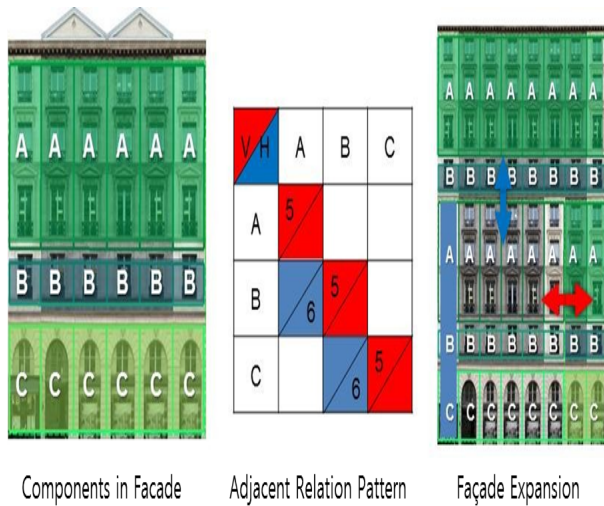 A A A A A A
B B B B B B
C C C C C C
Components in Facade
V H A B C
A 5
B 6 5
C 6 5
Adjacent Relation Pattern
A A A A A A A A
B B B B B B B B
A A A A A A A A
B B B B B B B B
C C C C C C C C
Façade Expansion